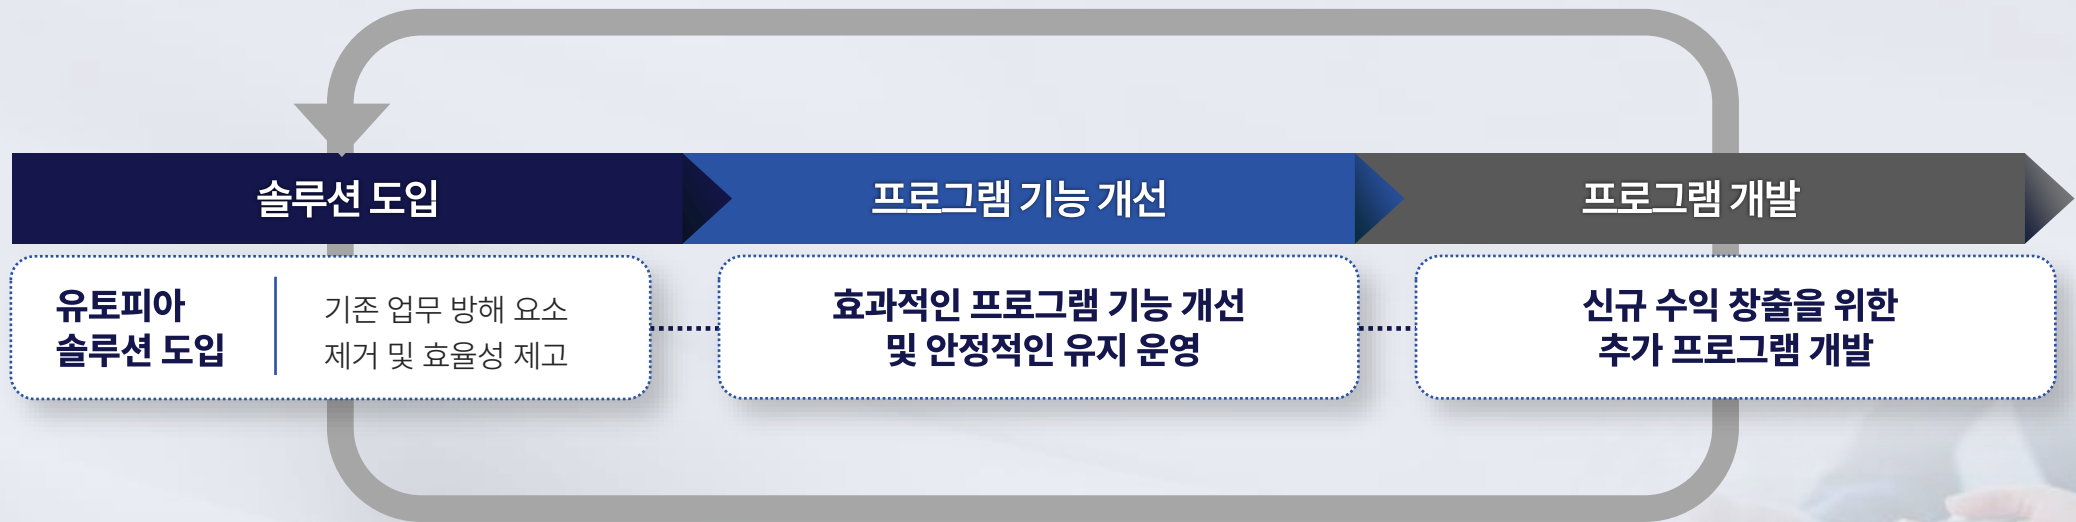 솔루션 도입
프로그램 기능 개선
프로그램 개발
유토피아
솔루션 도입
기존 업무 방해 요소
제거 및 효율성 제고
효과적인 프로그램 기능 개선
및 안정적인 유지 운영
신규 수익 창출을 위한
추가 프로그램 개발